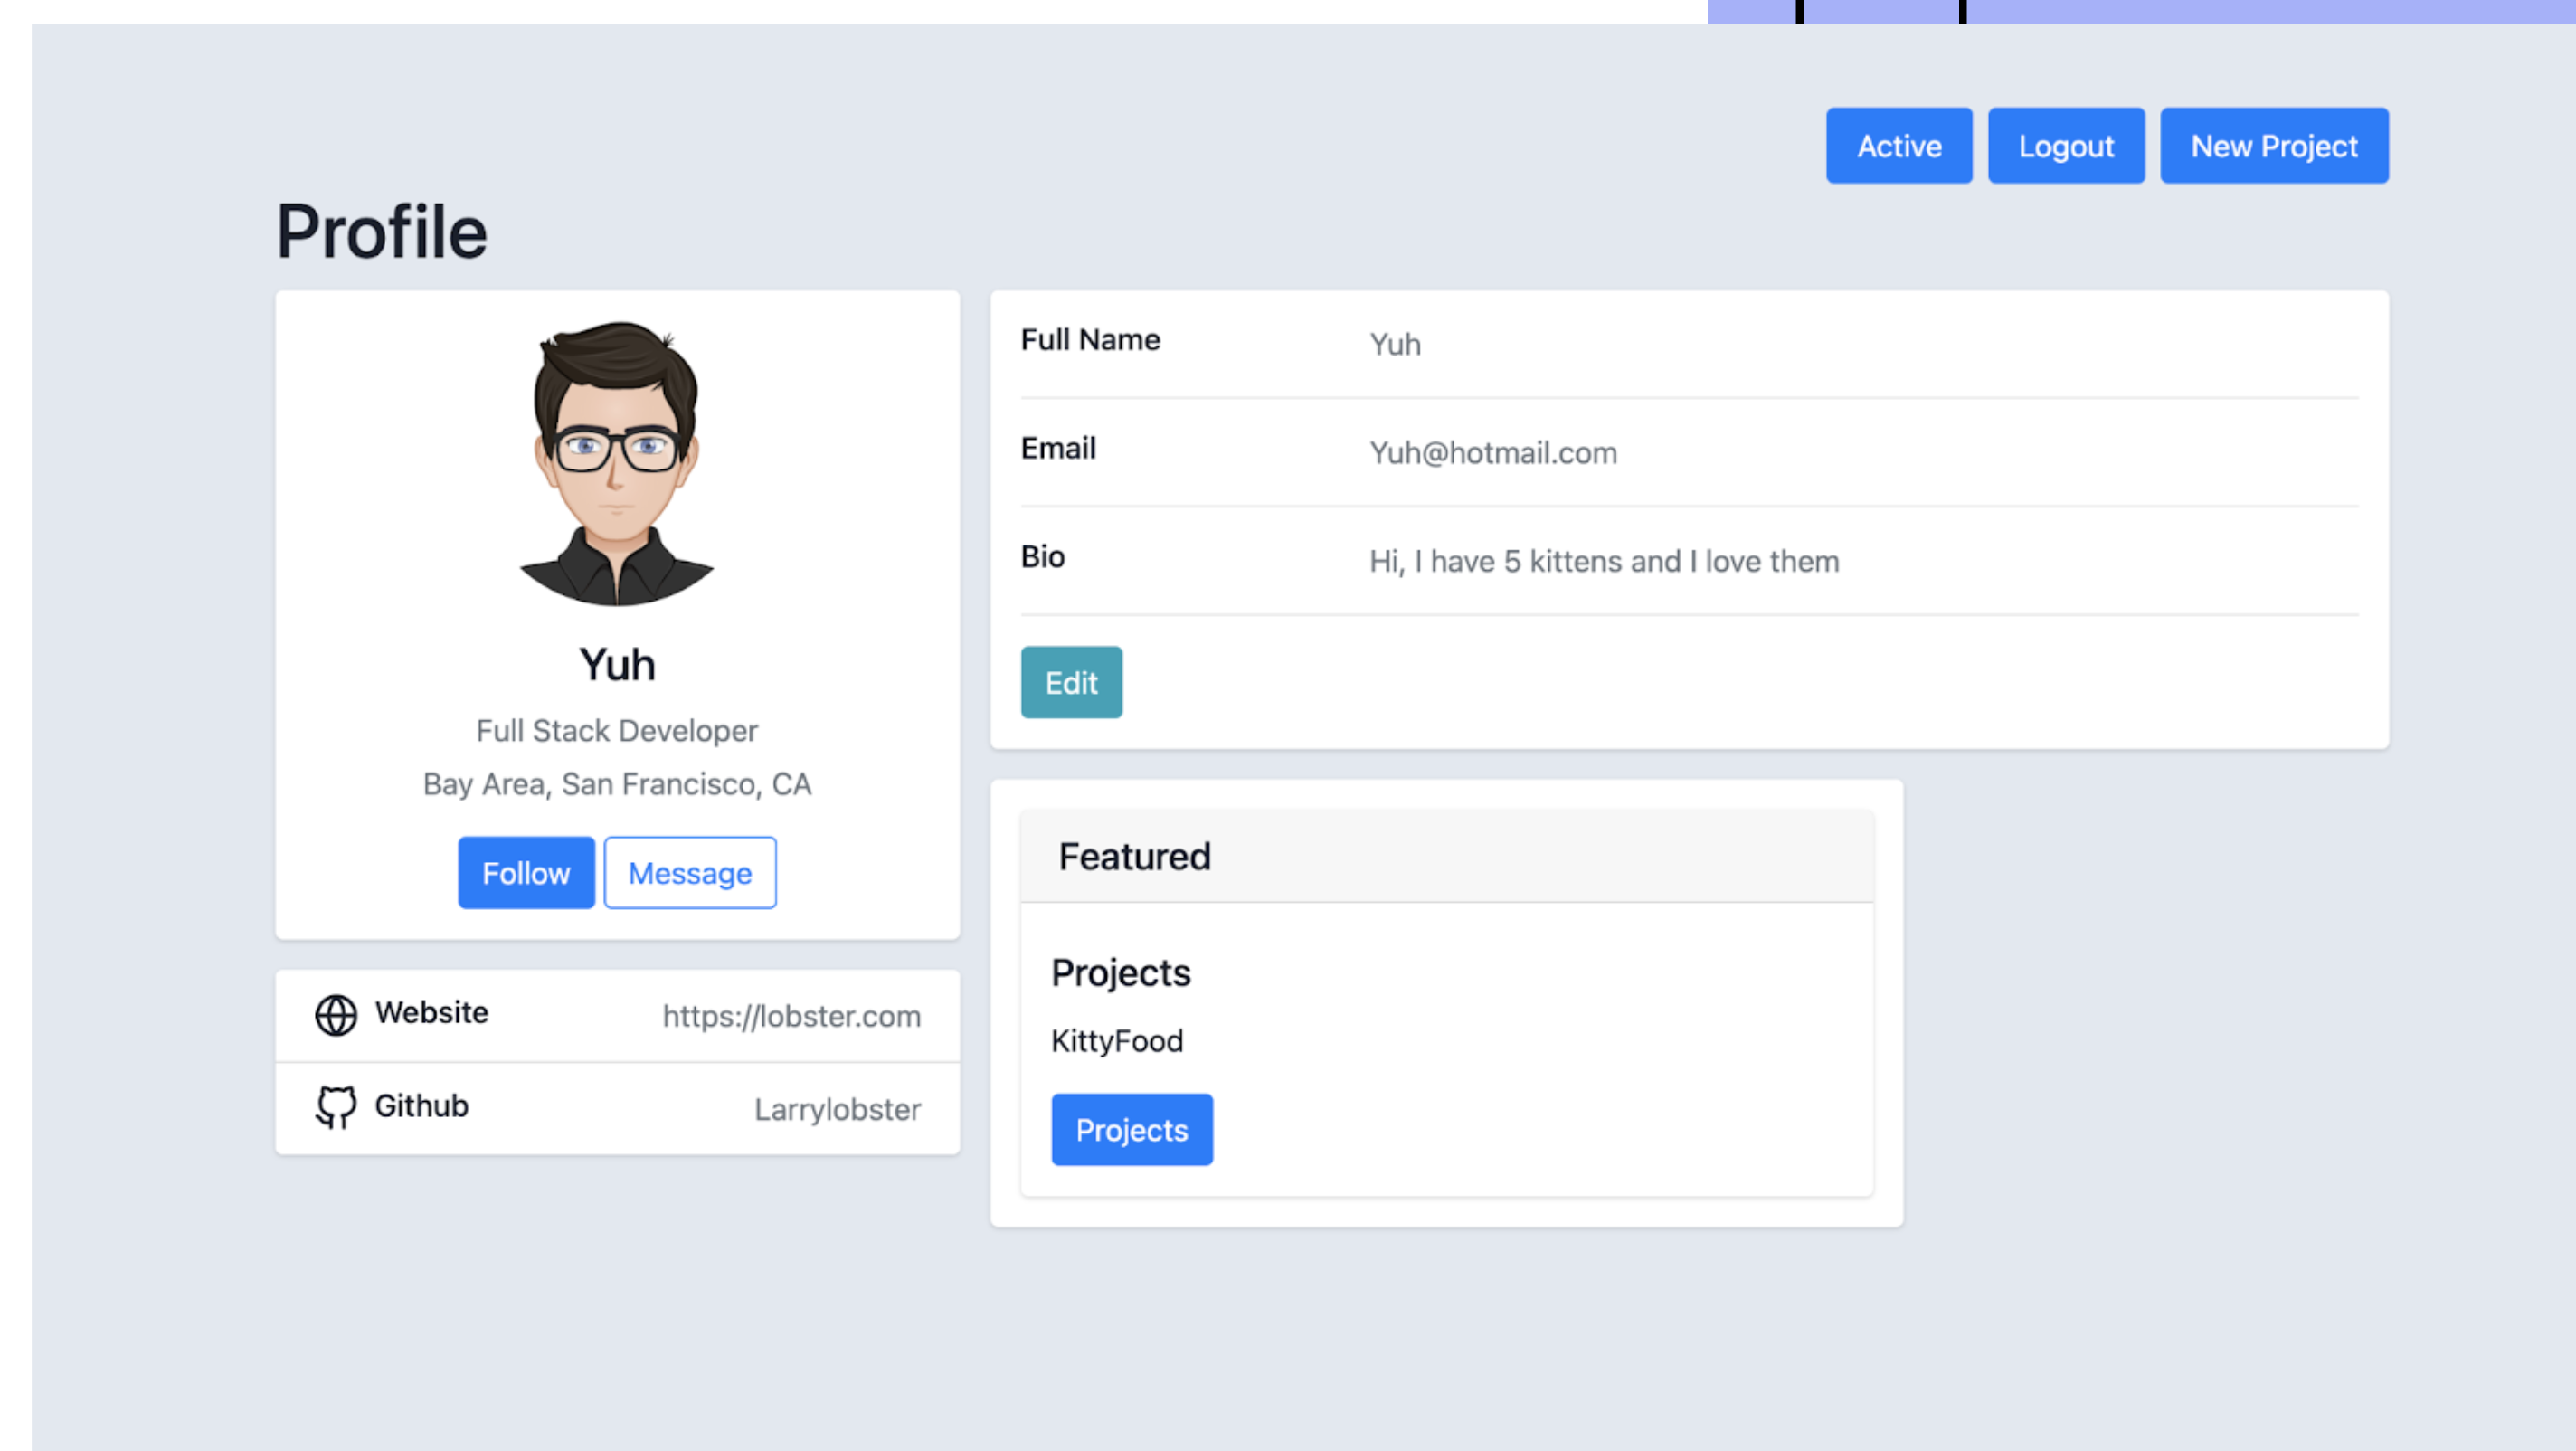 Active Logout New Project
Profile
Yuh
Full Stack Developer
Bay Area, San Francisco, CA
Follow Message
Website https://lobster.com
Github Larrylobster
Full Name Yuh
Email Yuh@hotmail.com
Bio Hi, I have 5 kittens and I love them
Edit
Featured
Projects
KittyFood
Projects